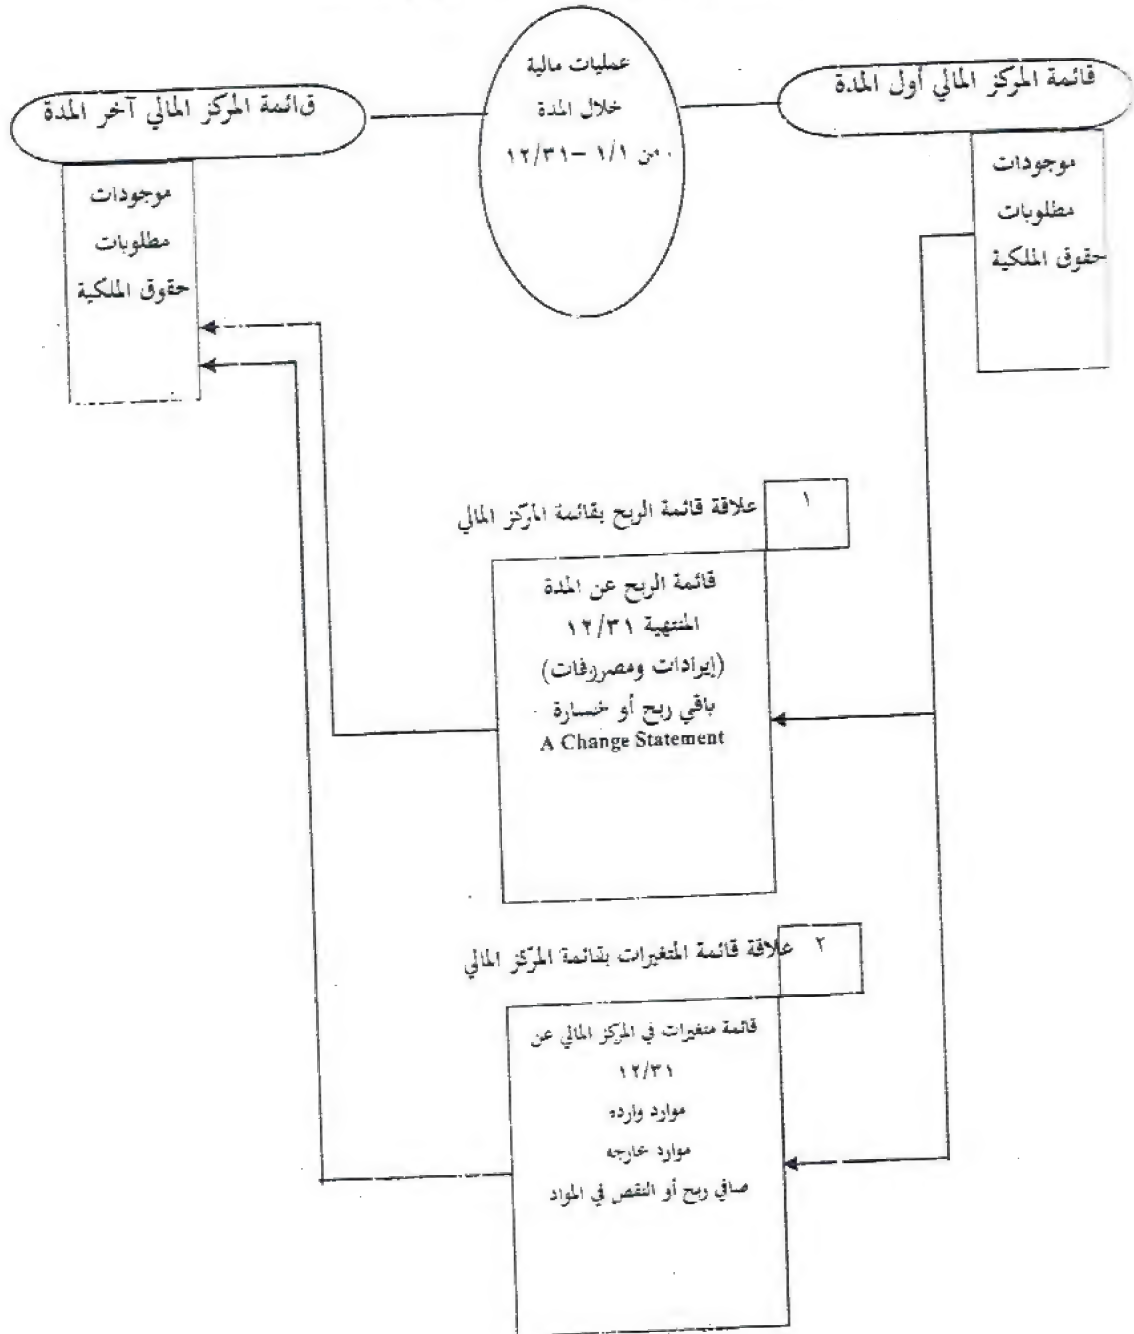 قائمة المركز المالي أول المدة
موجودات
مطلوبات
حقوق الملكية
عمليات مالية
خلال المدة
من ١/١ – ١٢/٣١
قائمة المركز المالي آخر المدة
موجودات
مطلوبات
حقوق الملكية
١
علاقة قائمة الربح بقائمة المركز المالي
قائمة الربح عن المدة
المنتهية ١٢/٣١
(إيرادات ومصروفات)
باقي ربح أو خسارة
A Change Statement
٢
علاقة قائمة المتغيرات بقائمة المركز المالي
قائمة متغيرات في المركز المالي عن
١٢/٣١
موارد وارده
موارد خارجه
صافي ربح أو النقص في المواد